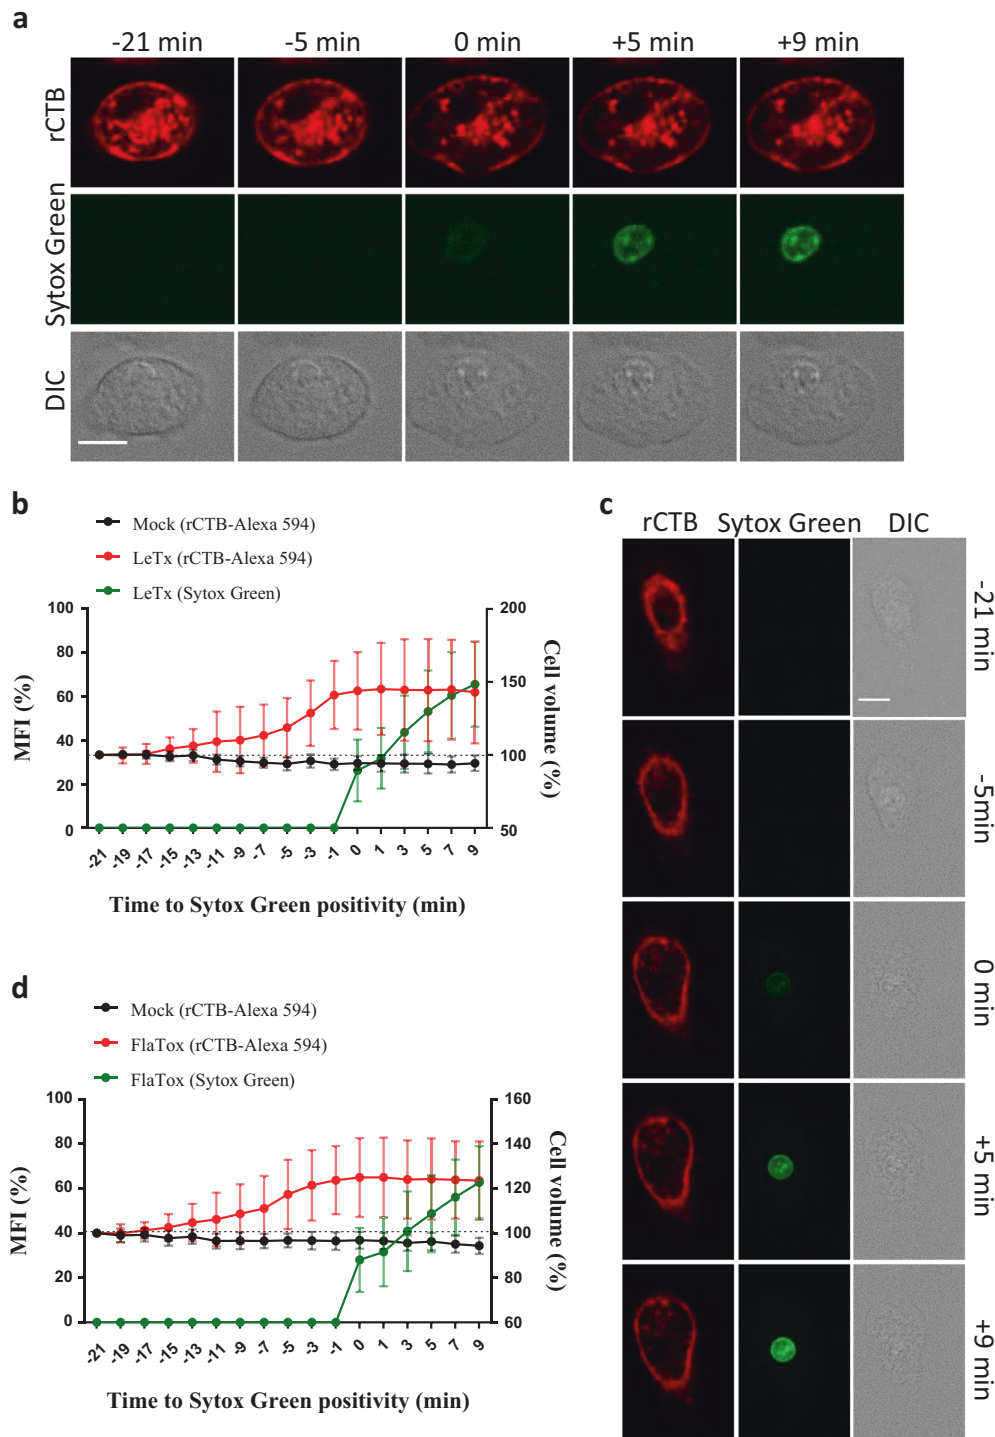 a
-21 min -5 min 0 min +5 min +9 min
rCTB
Sytox Green
DIC
b
Mock (rCTB-Alexa 594)
LeTx (rCTB-Alexa 594)
LeTx (Sytox Green)
100 80 60 40 20 0
MFI (%)
200 150 100 50
Cell volume (%)
-21 -19 -17 -15 -13 -11 -9 -7 -5 -3 -1 0 1 3 5 7 9
Time to Sytox Green positivity (min)
c
rCTB Sytox Green DIC
-21 min
-5min
0 min
+5 min
+9 min
d
Mock (rCTB-Alexa 594)
FlaTox (rCTB-Alexa 594)
FlaTox (Sytox Green)
100 80 60 40 20 0
MFI (%)
160 140 120 100 80 60
Cell volume (%)
-21 -19 -17 -15 -13 -11 -9 -7 -5 -3 -1 0 1 3 5 7 9
Time to Sytox Green positivity (min)